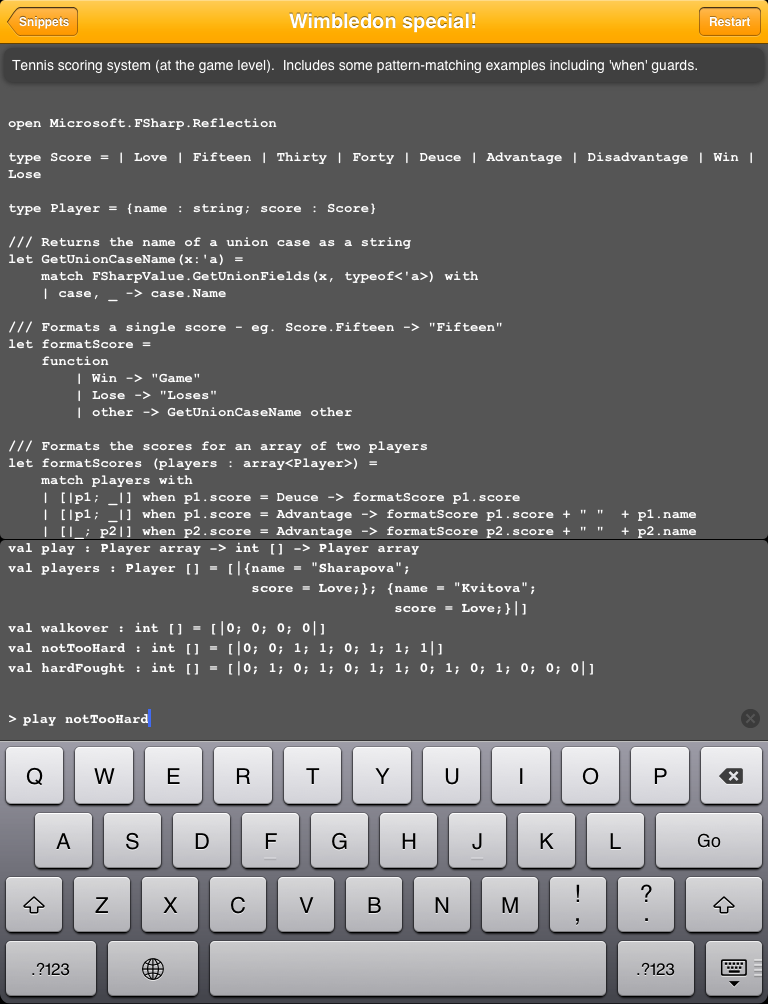 Snippets
Wimbledon special!
Restart
Tennis scoring system (at the game level).  Includes some pattern-matching examples including 'when' guards.
open Microsoft.FSharp.Reflection
type Score = | Love | Fifteen | Thirty | Forty | Deuce | Advantage | Disadvantage | Win |
Lose
type Player = {name : string; score : Score}
/// Returns the name of a union case as a string
let GetUnionCaseName(x:'a) =
    match FSharpValue.GetUnionFields(x, typeof<'a>) with
    | case, _ -> case.Name
/// Formats a single score - eg. Score.Fifteen -> "Fifteen"
let formatScore =
    function
        | Win -> "Game"
        | Lose -> "Loses"
        | other -> GetUnionCaseName other
/// Formats the scores for an array of two players
let formatScores (players : array<Player>) =
    match players with
    | [|p1; _|] when p1.score = Deuce -> formatScore p1.score
    | [|p1; _|] when p1.score = Advantage -> formatScore p1.score + " "  + p1.name
    | [|_; p2|] when p2.score = Advantage -> formatScore p2.score + " "  + p2.name
val play : Player array -> int [] -> Player array
val players : Player [] = [|{name = "Sharapova";
                             score = Love;}; {name = "Kvitova";
                                              score = Love;}|]
val walkover : int [] = [|0; 0; 0; 0|]
val notTooHard : int [] = [|0; 0; 1; 1; 0; 1; 1; 1|]
val hardFought : int [] = [|0; 1; 0; 1; 0; 1; 1; 0; 1; 0; 1; 0; 0; 0|]
> play notTooHard
Q W E R T Y U I O P
A S D F G H J K L Go
Z X C V B N M ! , ? .
.?123 .?123